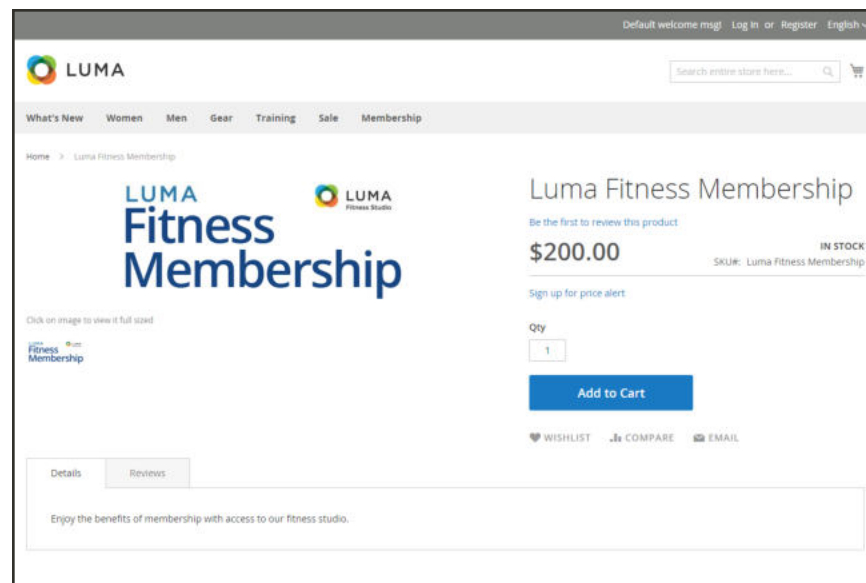 Default welcome msg! Log In or Register English
LUMA
Search entire store here...
What's New Women Men Gear Training Sale Membership
Home > Luma Fitness Membership
LUMA
Fitness
Membership
LUMA
Fitness Studio
Click on image to view it full sized
Fitness
Membership
Luma Fitness Membership
Be the first to review this product
$200.00
IN STOCK
SKU#: Luma Fitness Membership
Sign up for price alert
Qty
1
Add to Cart
WISHLIST COMPARE EMAIL
Details Reviews
Enjoy the benefits of membership with access to our fitness studio.